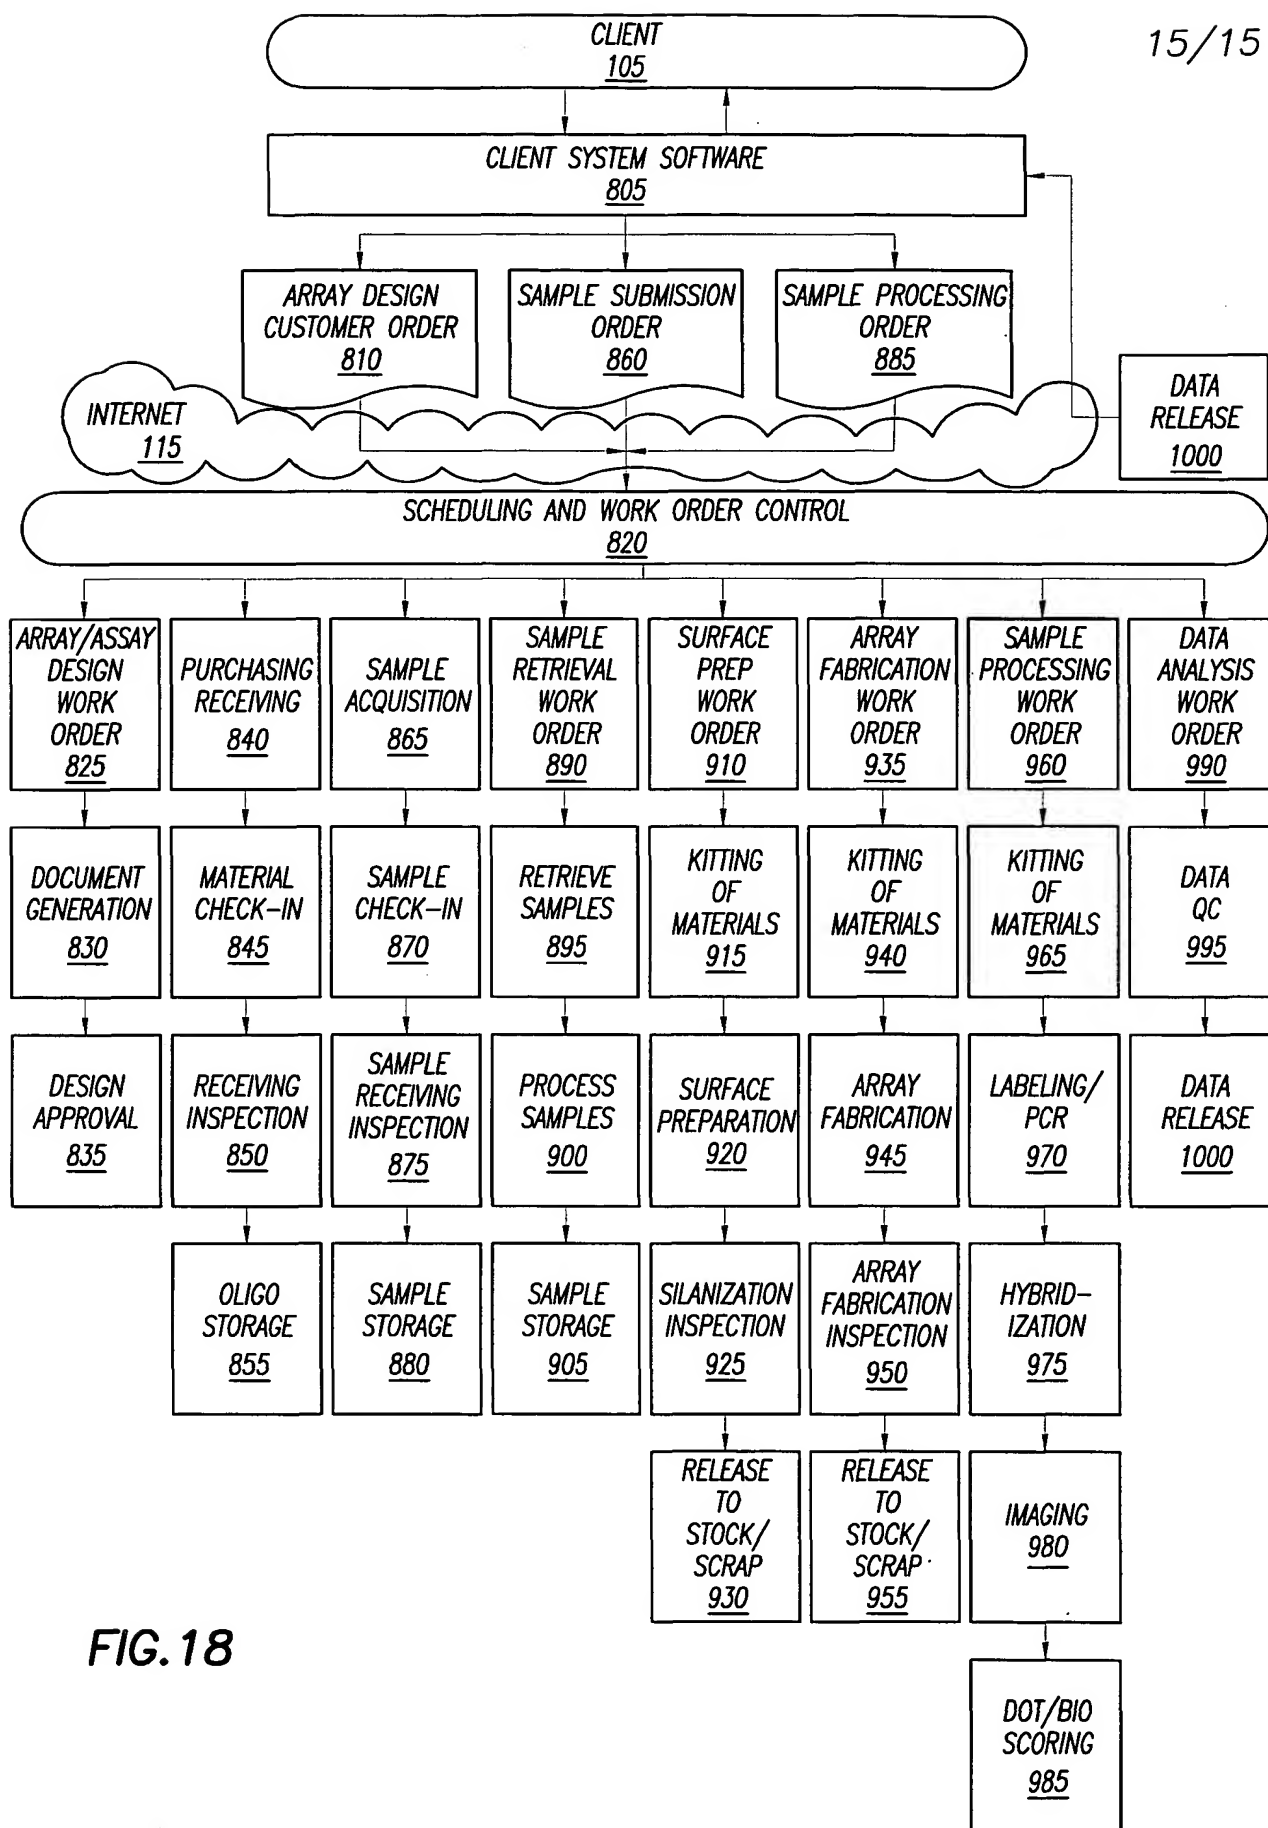 15/15
CLIENT
105
CLIENT SYSTEM SOFTWARE
805
ARRAY DESIGN
CUSTOMER ORDER
810
SAMPLE SUBMISSION
ORDER
860
SAMPLE PROCESSING
ORDER
885
INTERNET
115
DATA
RELEASE
1000
SCHEDULING AND WORK ORDER CONTROL
820
ARRAY/ASSAY
DESIGN
WORK
ORDER
825
PURCHASING
RECEIVING
840
SAMPLE
ACQUISITION
865
SAMPLE
RETRIEVAL
WORK
ORDER
890
SURFACE
PREP
WORK
ORDER
910
ARRAY
FABRICATION
WORK
ORDER
935
SAMPLE
PROCESSING
WORK
ORDER
960
DATA
ANALYSIS
WORK
ORDER
990
DOCUMENT
GENERATION
830
MATERIAL
CHECK-IN
845
SAMPLE
CHECK-IN
870
RETRIEVE
SAMPLES
895
KITTING
OF
MATERIALS
915
KITTING
OF
MATERIALS
940
KITTING
OF
MATERIALS
965
DATA
QC
995
DESIGN
APPROVAL
835
RECEIVING
INSPECTION
850
SAMPLE
RECEIVING
INSPECTION
875
PROCESS
SAMPLES
900
SURFACE
PREPARATION
920
ARRAY
FABRICATION
945
LABELING/
PCR
970
DATA
RELEASE
1000
OLIGO
STORAGE
855
SAMPLE
STORAGE
880
SAMPLE
STORAGE
905
SILANIZATION
INSPECTION
925
ARRAY
FABRICATION
INSPECTION
950
HYBRID-
IZATION
975
RELEASE
TO
STOCK/
SCRAP
930
RELEASE
TO
STOCK/
SCRAP
955
IMAGING
980
DOT/BIO
SCORING
985
FIG.18